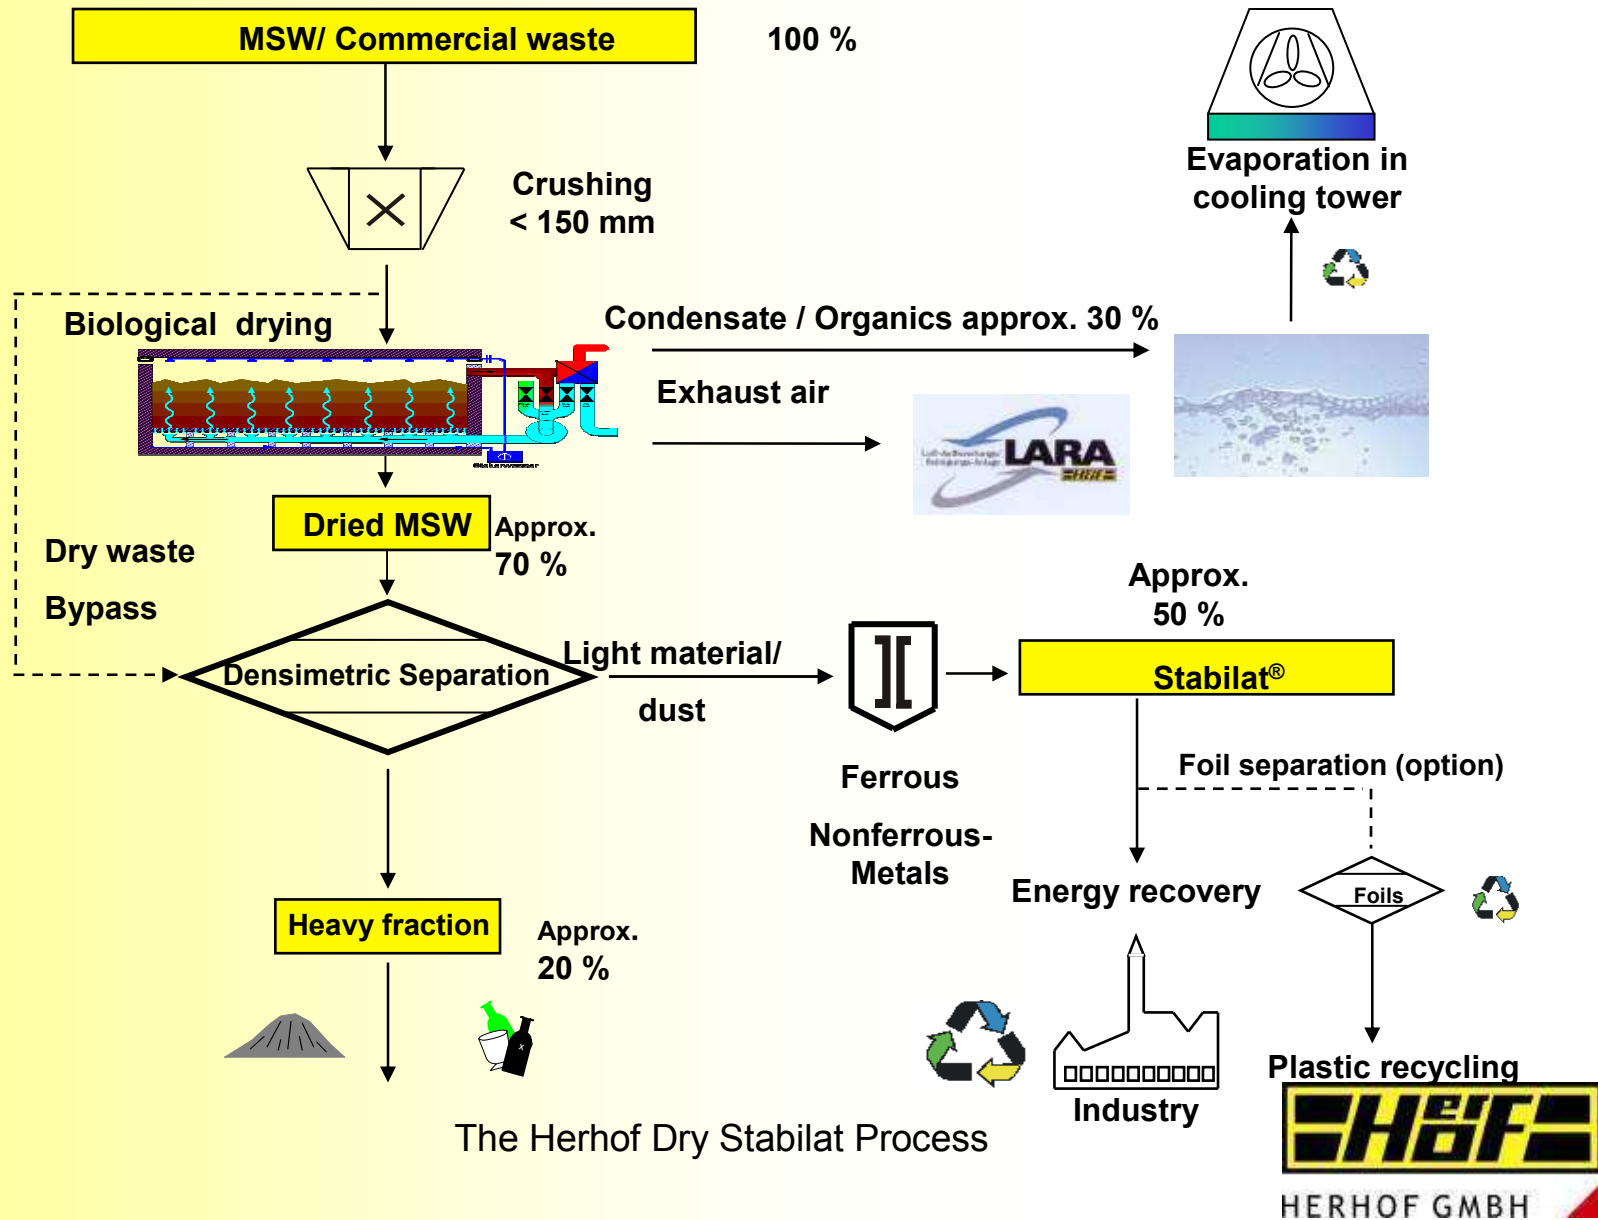 MSW/ Commercial waste
100 %
Evaporation in
cooling tower
Crushing
< 150 mm
Biological drying
Condensate / Organics approx. 30 %
Exhaust air
LARA
Dried MSW
Approx.
70 %
Dry waste
Bypass
Approx.
50 %
Densimetric Separation
Light material/
dust
Stabilat®
Ferrous
Nonferrous-
Metals
Foil separation (option)
Energy recovery
Foils
Heavy fraction
Approx.
20 %
Plastic recycling
Industry
The Herhof Dry Stabilat Process
HerHoF
HERHOF GMBH